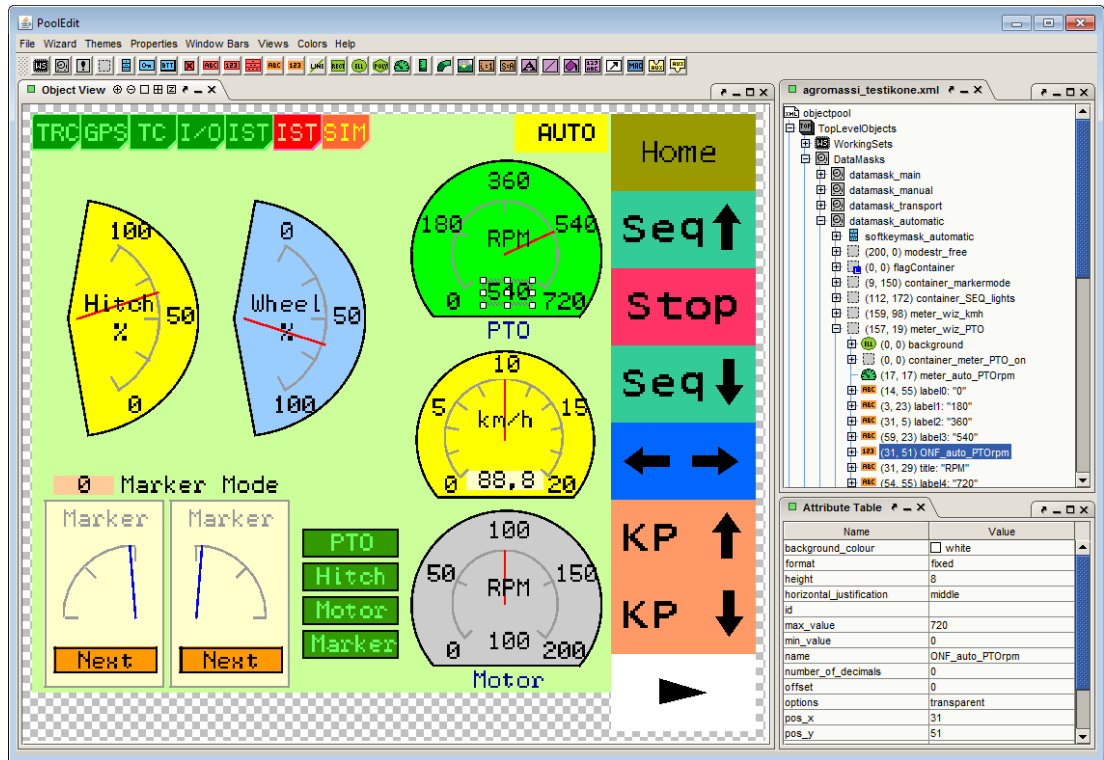 PoolEdit
File Wizard Themes Properties Window Bars Views Colors Help
Object View
TRC GPS TC I/O IST IST SIM
AUTO
Home
Seq
Stop
Seq
KP
KP
100
Hitch
%
50
0
0
Wheel
%
50
100
360
180
540
RPM
540
0
720
PTO
10
5
15
km/h
88,8
0
20
100
50
150
RPM
100
0
200
Motor
0 Marker Mode
Marker
Marker
Next
Next
PTO
Hitch
Motor
Marker
agromassi_testikone.xml
objectpool
TopLevelObjects
WorkingSets
DataMasks
datamask_main
datamask_manual
datamask_transport
datamask_automatic
softkeymask_automatic
(200, 0) modestr_free
(0, 0) flagContainer
(9, 150) container_markermode
(112, 172) container_SEQ_lights
(159, 98) meter_wiz_kmh
(157, 19) meter_wiz_PTO
(0, 0) background
(0, 0) container_meter_PTO_on
(17, 17) meter_auto_PTOrpm
(14, 55) label0: "0"
(3, 23) label1: "180"
(31, 5) label2: "360"
(59, 23) label3: "540"
(31, 51) ONF_auto_PTOrpm
(31, 29) title: "RPM"
(54, 55) label4: "720"
Attribute Table
Name Value
background_colour white
format fixed
height 8
horizontal_justification middle
id
max_value 720
min_value 0
name ONF_auto_PTOrpm
number_of_decimals 0
offset 0
options transparent
pos_x 31
pos_y 51